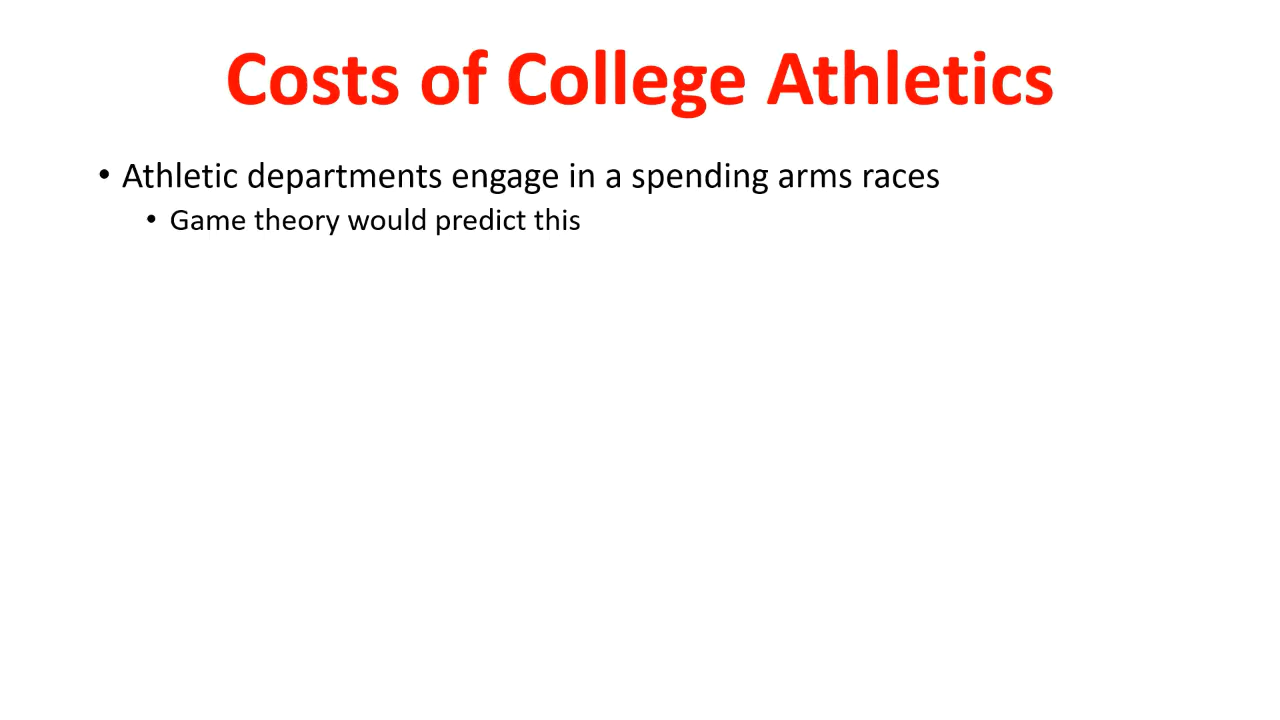 Costs of College Athletics
• Athletic departments engage in a spending arms races
• Game theory would predict this